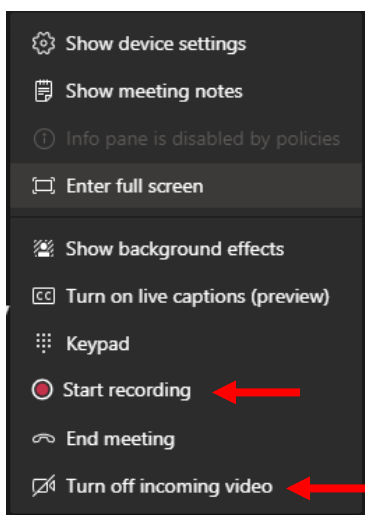 Show device settings
Show meeting notes
Info pane is disabled by policies
Enter full screen
Show background effects
CC Turn on live captions (preview)
Keypad
Start recording
End meeting
Turn off incoming video